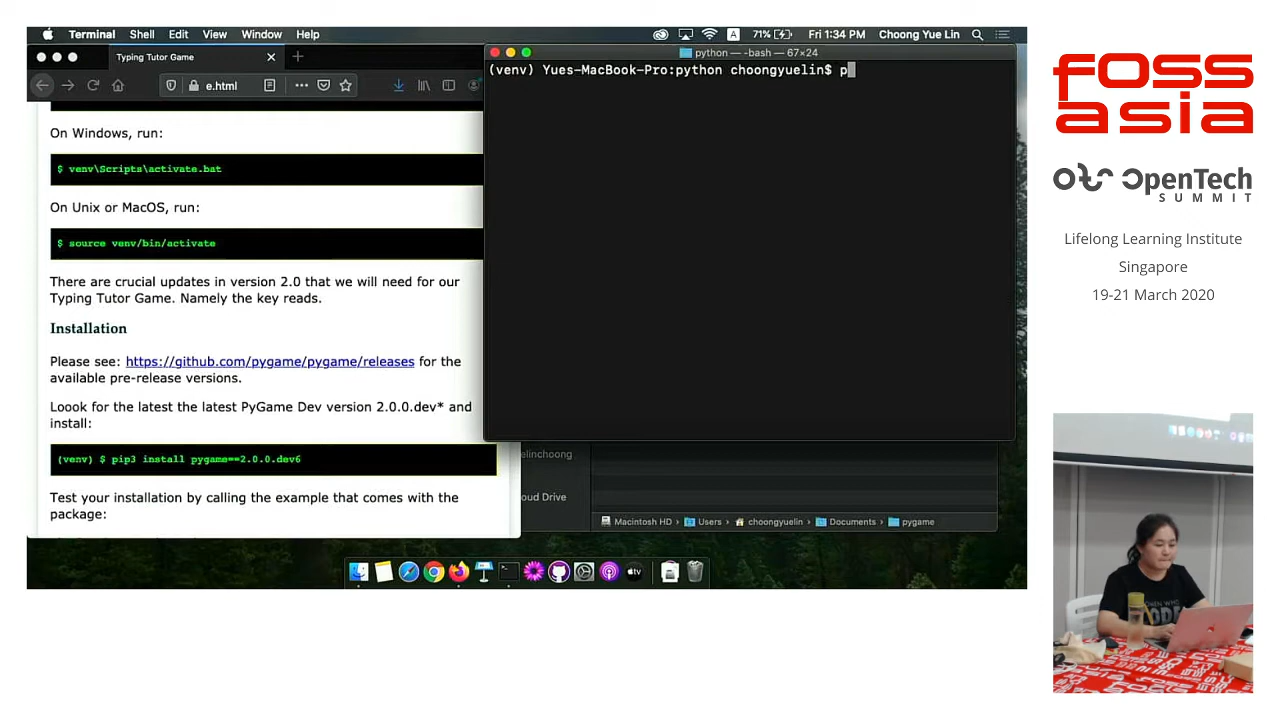 Terminal Shell Edit View Window Help
A 71% Fri 1:34 PM Choong Yue Lin
Typing Tutor Game
e.html
On Windows, run:
$ venv\Scripts\activate.bat
On Unix or MacOS, run:
$ source venv/bin/activate
There are crucial updates in version 2.0 that we will need for our
Typing Tutor Game. Namely the key reads.
Installation
Please see: https://github.com/pygame/pygame/releases for the
available pre-release versions.
Loook for the latest the latest PyGame Dev version 2.0.0.dev* and
install:
(venv) $ pip3 install pygame==2.0.0.dev6
Test your installation by calling the example that comes with the
package:
python — -bash — 67×24
(venv) Yues-MacBook-Pro:python choongyuelin$ p
elinchoong
oud Drive
Macintosh HD › Users › choongyuelin › Documents › pygame
tv
FOSS
asia
OpenTech
SUMMIT
Lifelong Learning Institute
Singapore
19-21 March 2020